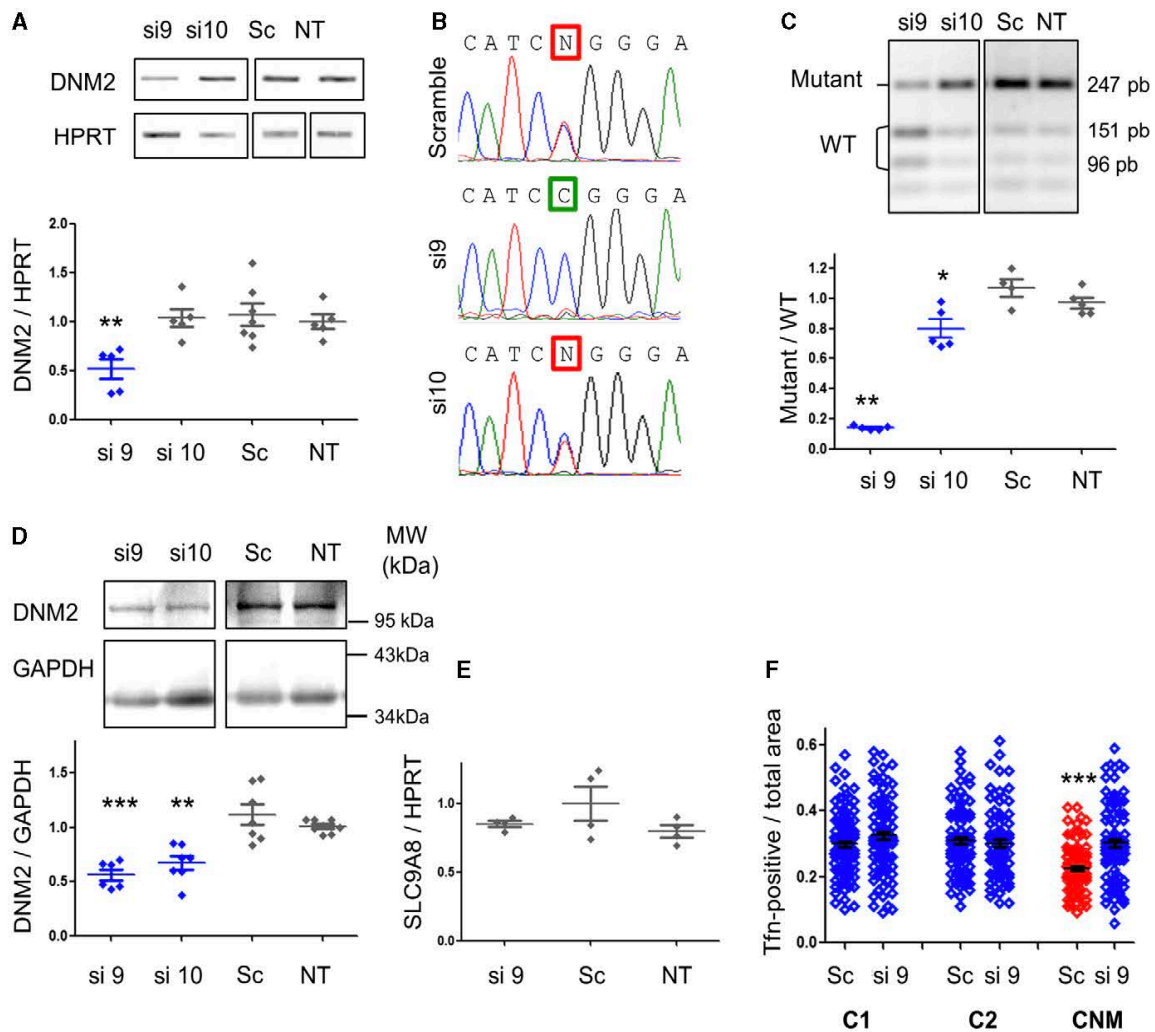 A
si9 si10 Sc NT
DNM2
HPRT
DNM2 / HPRT
2.0
1.5
1.0
0.5
0.0
**
si 9 si 10 Sc NT
B
Scramble
C A T C N G G G A
si9
C A T C C G G G A
si10
C A T C N G G G A
C
si9 si10 Sc NT
Mutant
WT
247 pb
151 pb
96 pb
Mutant / WT
1.2
1.0
0.8
0.6
0.4
0.2
0.0
**
*
si 9 si 10 Sc NT
D
si9 si10 Sc NT
MW
(kDa)
DNM2
95 kDa
GAPDH
43kDa
34kDa
DNM2 / GAPDH
1.5
1.0
0.5
0.0
***
**
si 9 si 10 Sc NT
E
SLC9A8 / HPRT
1.0
0.5
0.0
si 9 Sc NT
F
Tfn-positive / total area
0.6
0.4
0.2
0.0
***
Sc si 9 Sc si 9 Sc si 9
C1 C2 CNM